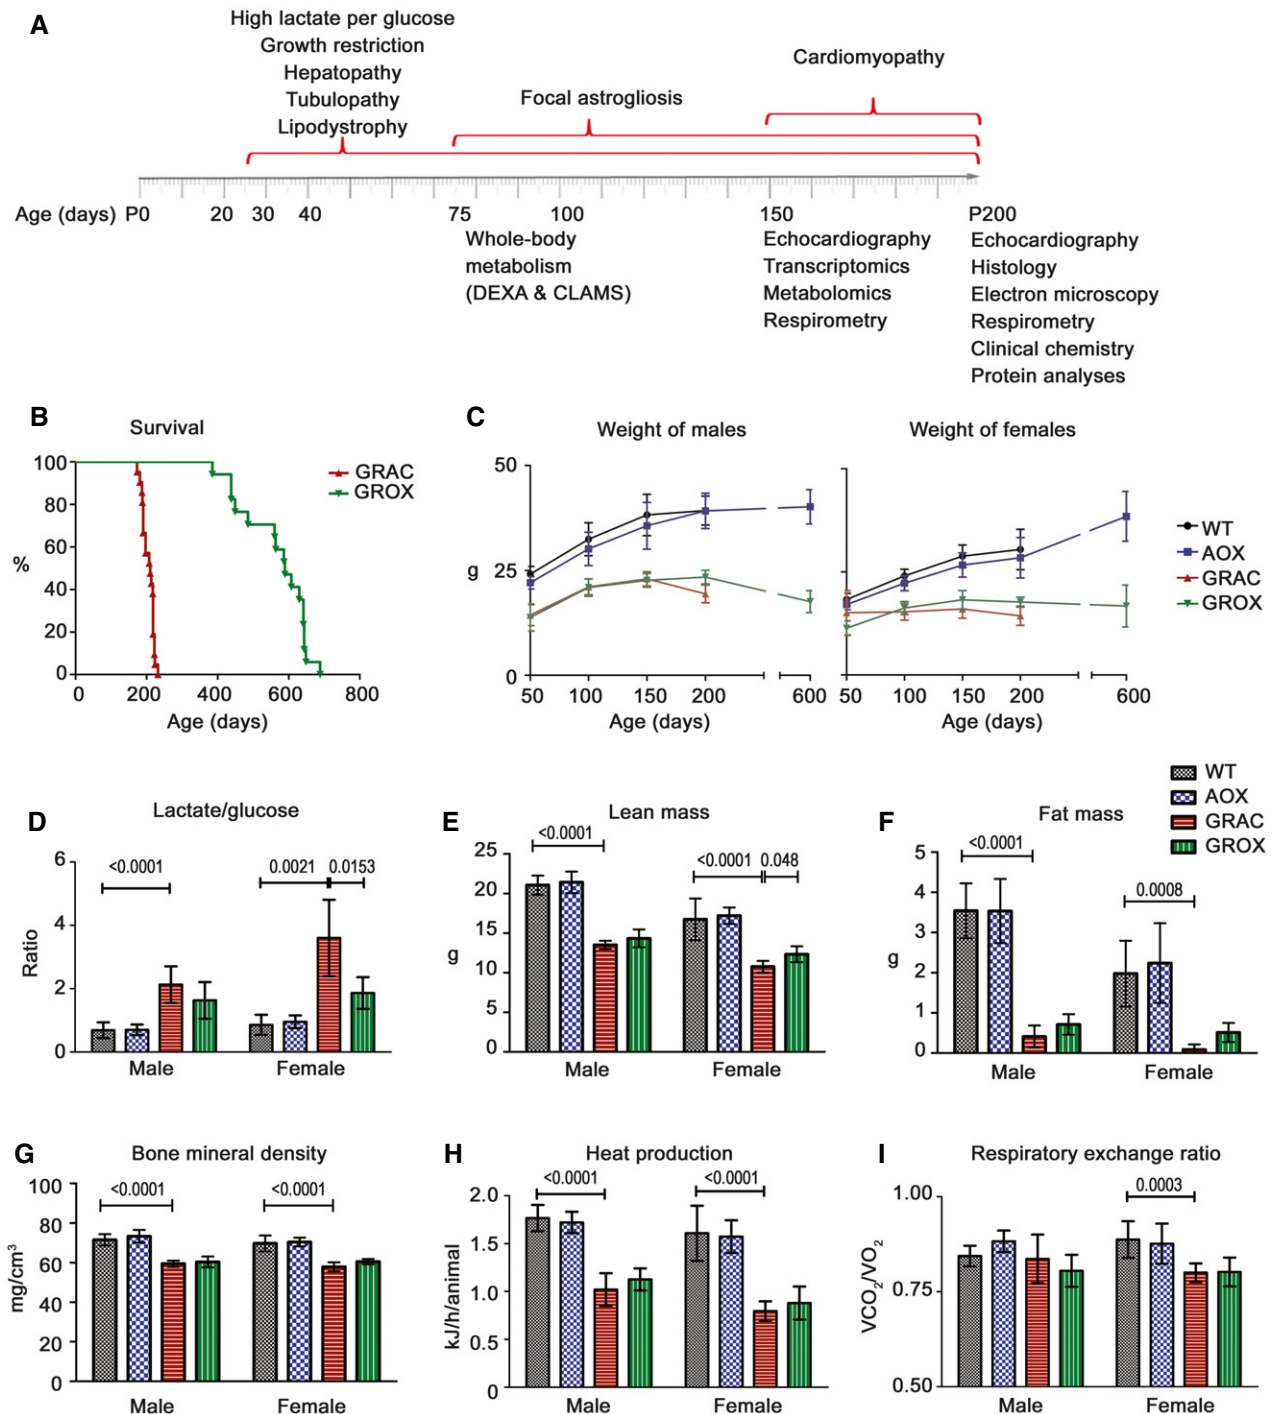 A
High lactate per glucose
Growth restriction
Hepatopathy
Tubulopathy
Lipodystrophy
Focal astrogliosis
Cardiomyopathy
Age (days) P0 20 30 40 75 100 150 P200
Whole-body
metabolism
(DEXA & CLAMS)
Echocardiography
Transcriptomics
Metabolomics
Respirometry
Echocardiography
Histology
Electron microscopy
Respirometry
Clinical chemistry
Protein analyses
B
Survival
100
80
60
40
20
0
%
0 200 400 600 800
Age (days)
GRAC
GROX
C
Weight of males
50
25
0
g
50 100 150 200 600
Age (days)
Weight of females
50 100 150 200 600
Age (days)
WT
AOX
GRAC
GROX
WT
AOX
GRAC
GROX
D
Lactate/glucose
6
4
2
0
Ratio
<0.0001
0.0021
0.0153
Male Female
E
Lean mass
25
20
15
10
5
0
g
<0.0001
<0.0001
0.048
Male Female
F
Fat mass
5
4
3
2
1
0
g
<0.0001
0.0008
Male Female
G
Bone mineral density
100
80
60
40
20
0
mg/cm³
<0.0001
<0.0001
Male Female
H
Heat production
2.0
1.5
1.0
0.5
0
kJ/h/animal
<0.0001
<0.0001
Male Female
I
Respiratory exchange ratio
1.00
0.75
0.50
VCO₂/VO₂
0.0003
Male Female